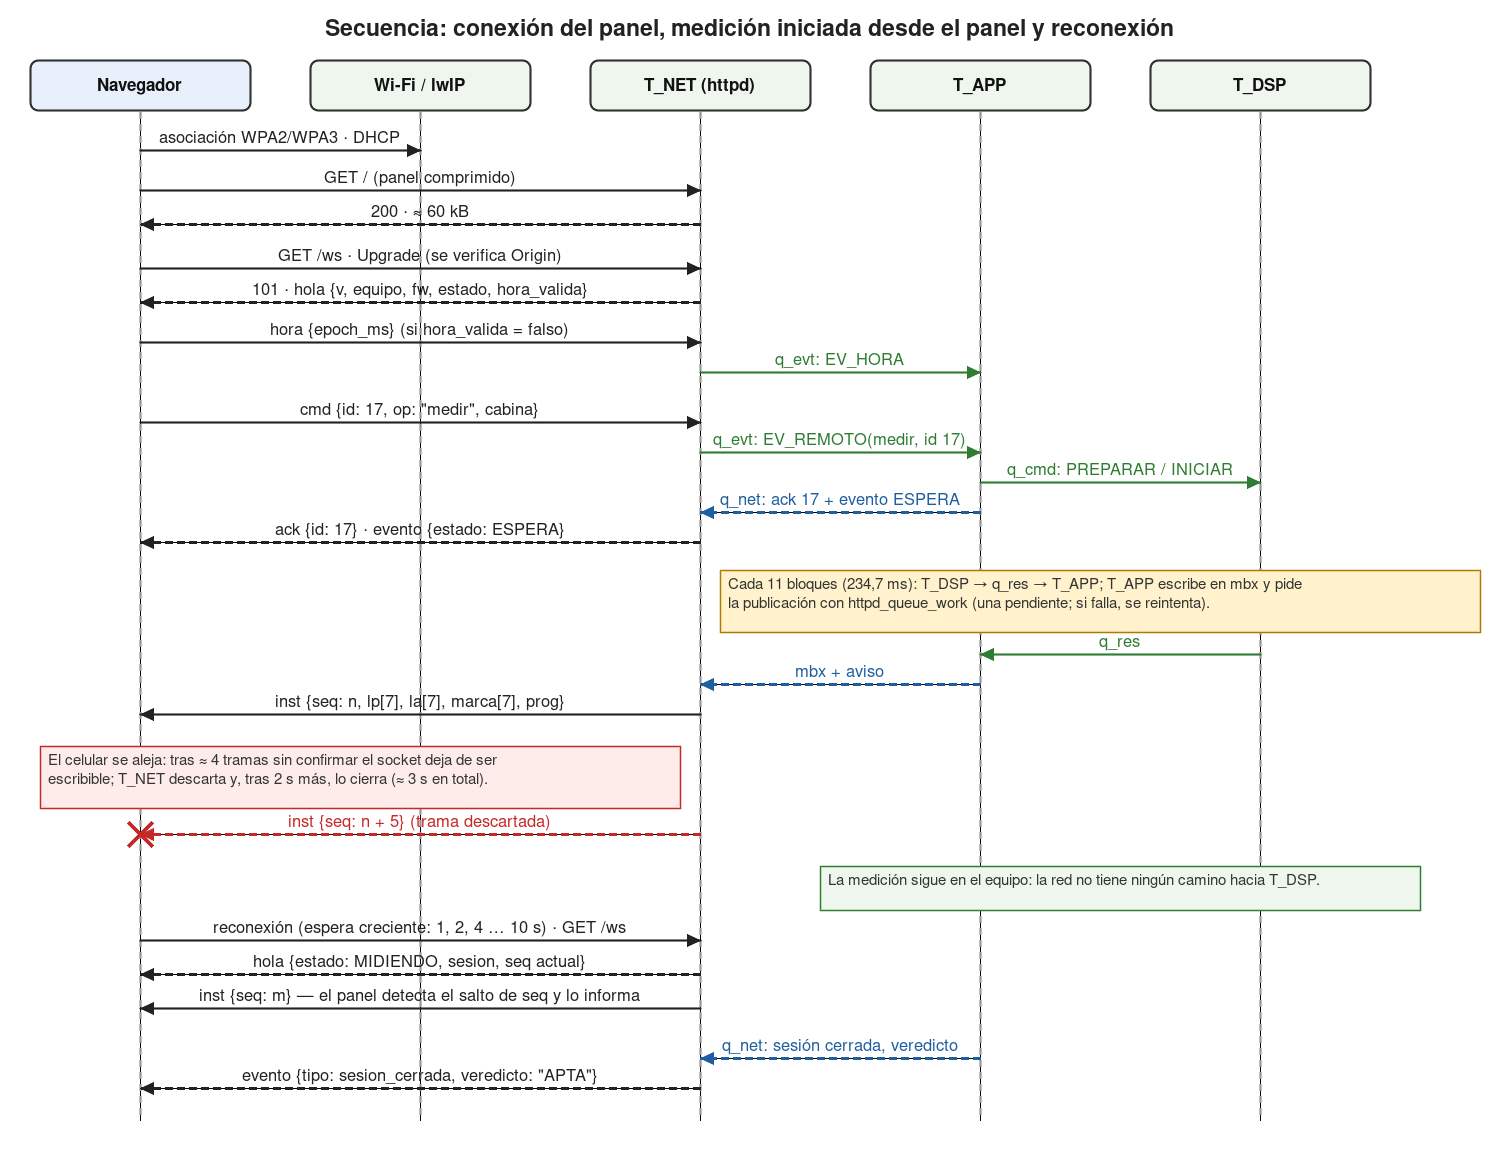 Secuencia: conexión del panel, medición iniciada desde el panel y reconexión
Navegador
Wi-Fi / lwIP
T_NET (httpd)
T_APP
T_DSP
asociación WPA2/WPA3 · DHCP
GET / (panel comprimido)
200 · ≈ 60 kB
GET /ws · Upgrade (se verifica Origin)
101 · hola {v, equipo, fw, estado, hora_valida}
hora {epoch_ms} (si hora_valida = falso)
q_evt: EV_HORA
cmd {id: 17, op: "medir", cabina}
q_evt: EV_REMOTO(medir, id 17)
q_cmd: PREPARAR / INICIAR
q_net: ack 17 + evento ESPERA
ack {id: 17} · evento {estado: ESPERA}
Cada 11 bloques (234,7 ms): T_DSP → q_res → T_APP; T_APP escribe en mbx y pide
la publicación con httpd_queue_work (una pendiente; si falla, se reintenta).
q_res
mbx + aviso
inst {seq: n, lp[7], la[7], marca[7], prog}
El celular se aleja: tras ≈ 4 tramas sin confirmar el socket deja de ser
escribible; T_NET descarta y, tras 2 s más, lo cierra (≈ 3 s en total).
inst {seq: n + 5} (trama descartada)
La medición sigue en el equipo: la red no tiene ningún camino hacia T_DSP.
reconexión (espera creciente: 1, 2, 4 … 10 s) · GET /ws
hola {estado: MIDIENDO, sesion, seq actual}
inst {seq: m} — el panel detecta el salto de seq y lo informa
q_net: sesión cerrada, veredicto
evento {tipo: sesion_cerrada, veredicto: "APTA"}